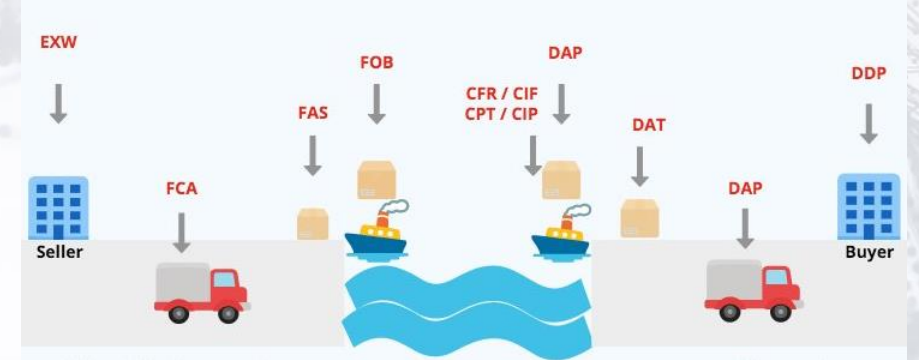 EXW
FOB
DAP
DDP
CFR / CIF
CPT / CIP
FAS
DAT
FCA
DAP
Seller
Buyer